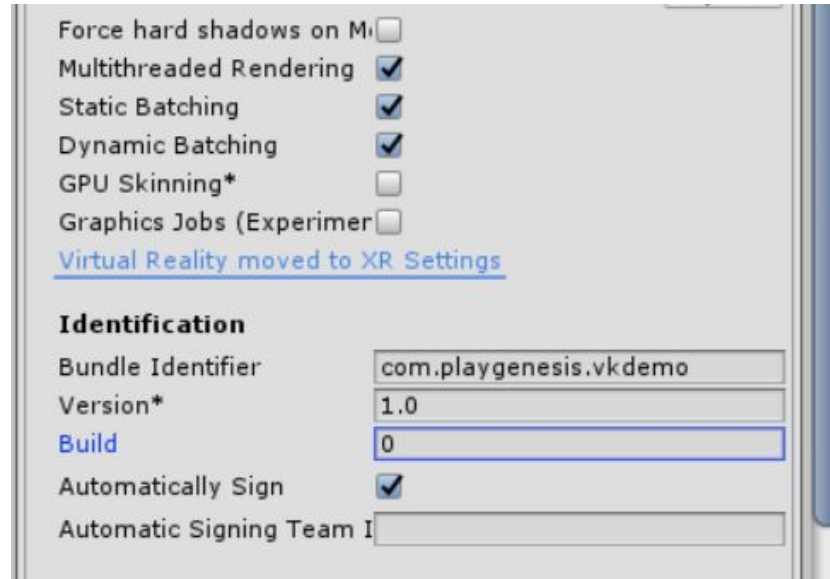 Force hard shadows on M
Multithreaded Rendering
Static Batching
Dynamic Batching
GPU Skinning*
Graphics Jobs (Experimer
Virtual Reality moved to XR Settings
Identification
Bundle Identifier com.playgenesis.vkdemo
Version* 1.0
Build 0
Automatically Sign
Automatic Signing Team I